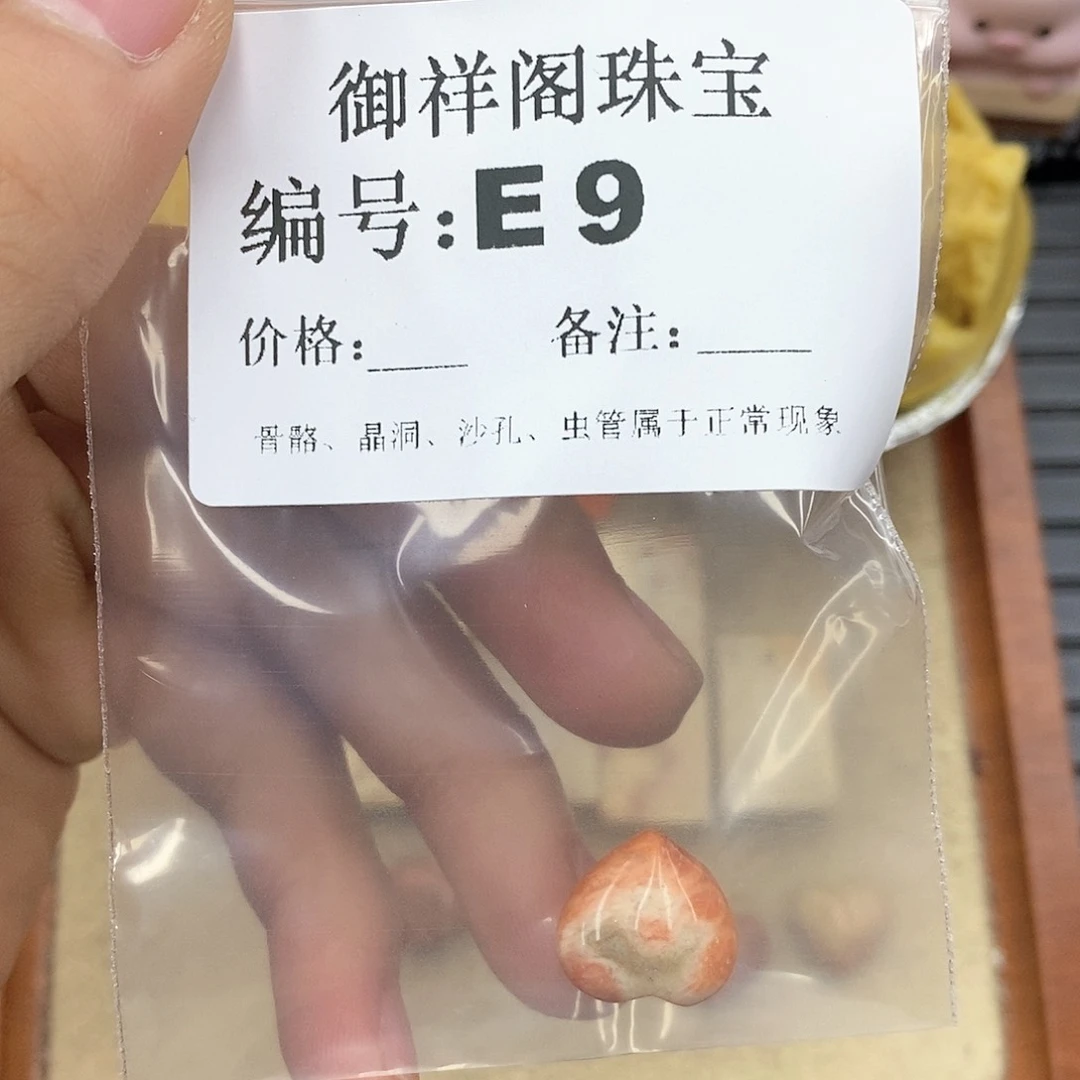 御祥阁珠宝
编号:E9
价格:____ 备注:____
骨骼、晶洞、沙孔、虫管属于正常现象